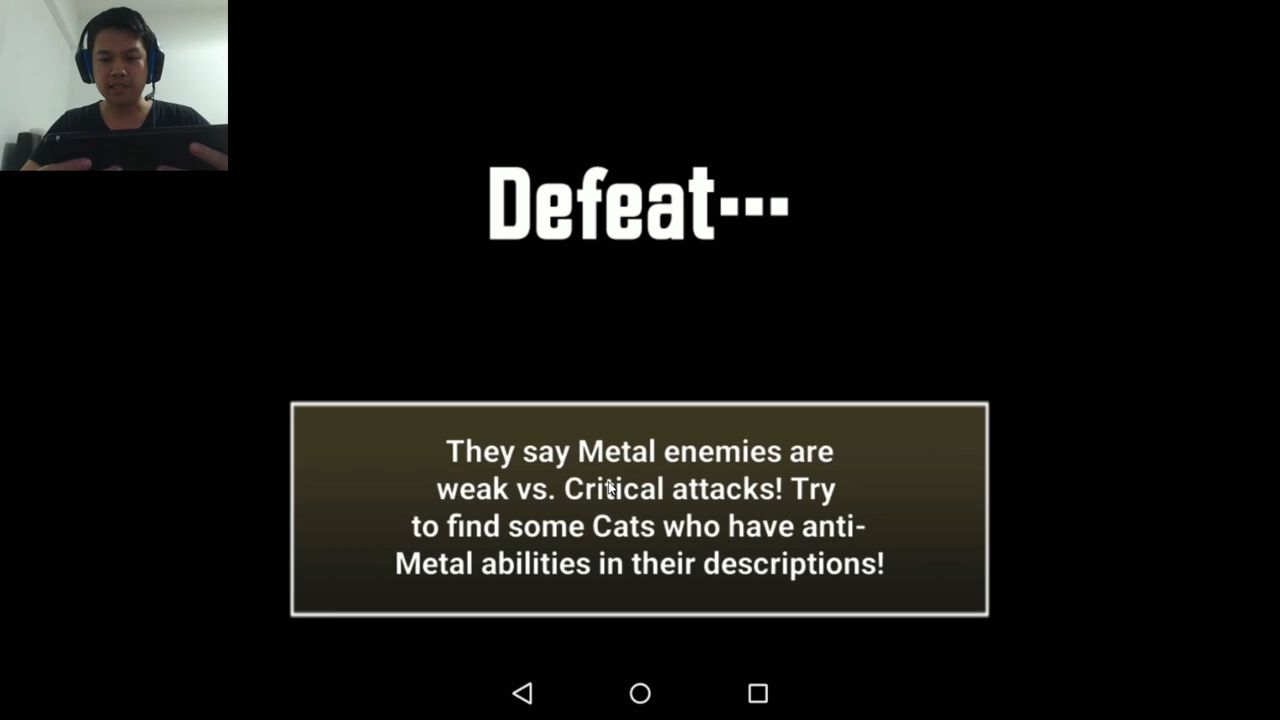 Defeat...
They say Metal enemies are
weak vs. Critical attacks! Try
to find some Cats who have anti-
Metal abilities in their descriptions!